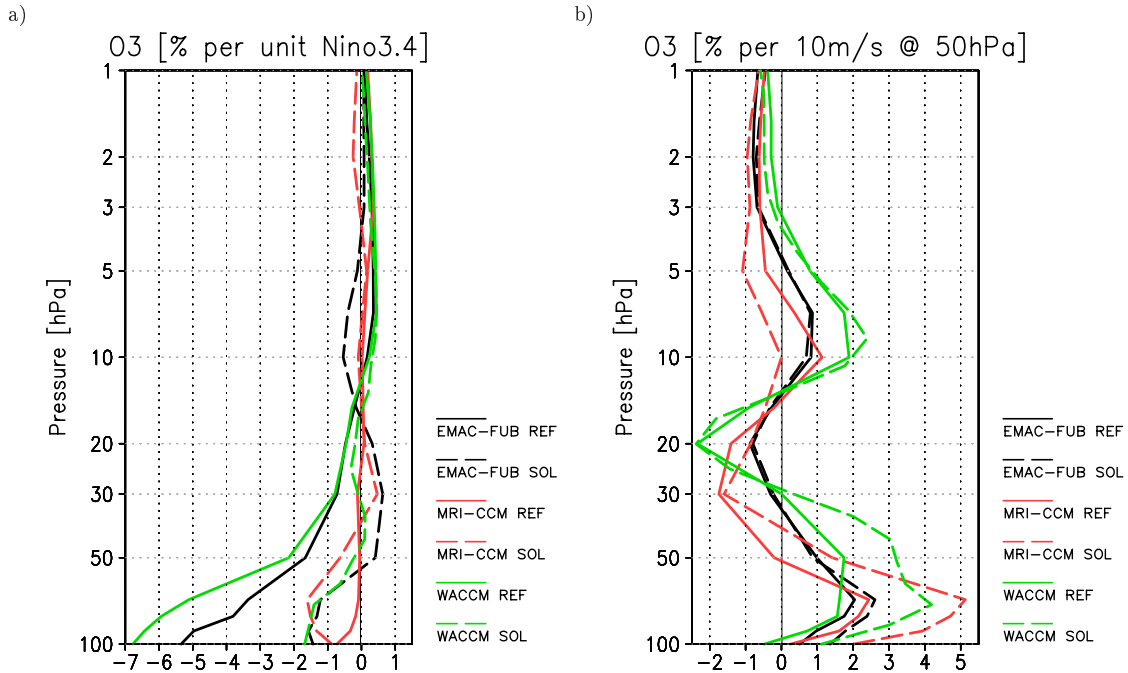 a)
O3 [% per unit Nino3.4]
1
2
3
5
10
20
30
50
100
Pressure [hPa]
-7 -6 -5 -4 -3 -2 -1 0 1
EMAC-FUB REF
EMAC-FUB SOL
MRI-CCM REF
MRI-CCM SOL
WACCM REF
WACCM SOL
b)
O3 [% per 10m/s @ 50hPa]
1
2
3
5
10
20
30
50
100
Pressure [hPa]
-2 -1 0 1 2 3 4 5
EMAC-FUB REF
EMAC-FUB SOL
MRI-CCM REF
MRI-CCM SOL
WACCM REF
WACCM SOL